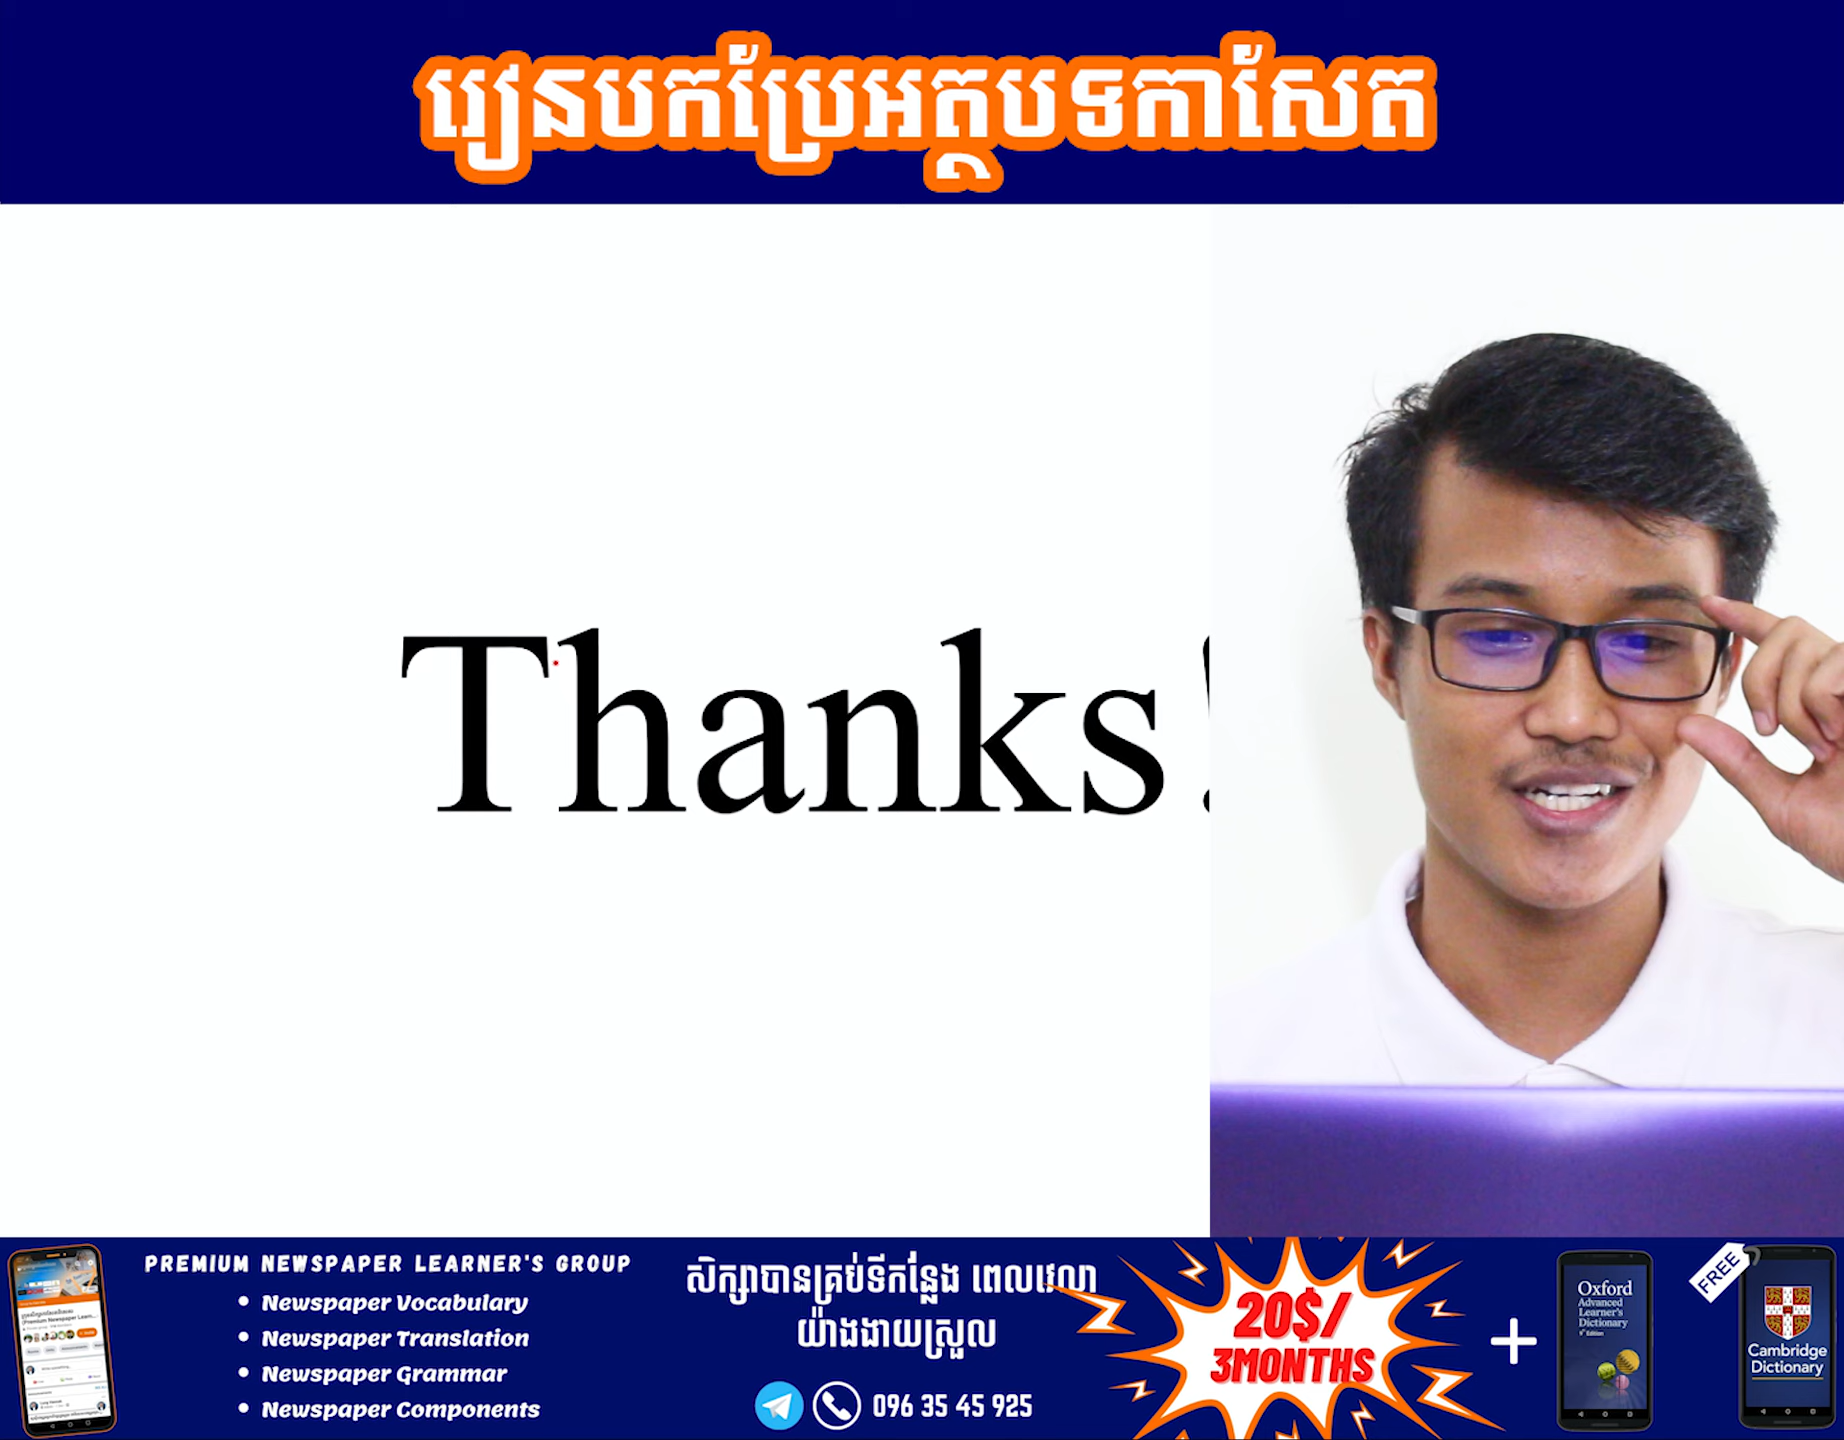 រៀនបកប្រែអត្ថបទកាសែត
Thanks!
PREMIUM NEWSPAPER LEARNER'S GROUP
• Newspaper Vocabulary
• Newspaper Translation
• Newspaper Grammar
• Newspaper Components
សិក្សាបានគ្រប់ទីកន្លែង ពេលវេលា
យ៉ាងងាយស្រួល
096 35 45 925
20$/
3MONTHS
+
Oxford
Advanced
Learner's
Dictionary
9th Edition
FREE
Cambridge
Dictionary